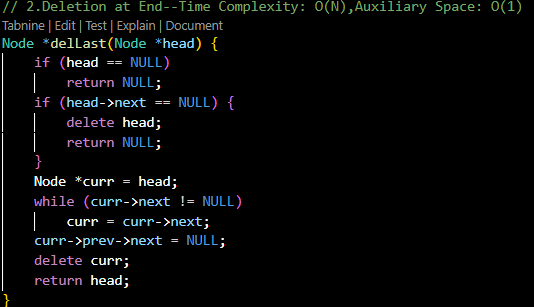 // 2.Deletion at End--Time Complexity: O(N),Auxiliary Space: O(1)
Tabnine | Edit | Test | Explain | Document
Node *delLast(Node *head) {
    if (head == NULL)
        return NULL;
    if (head->next == NULL) {
        delete head;
        return NULL;
    }
    Node *curr = head;
    while (curr->next != NULL)
        curr = curr->next;
    curr->prev->next = NULL;
    delete curr;
    return head;
}